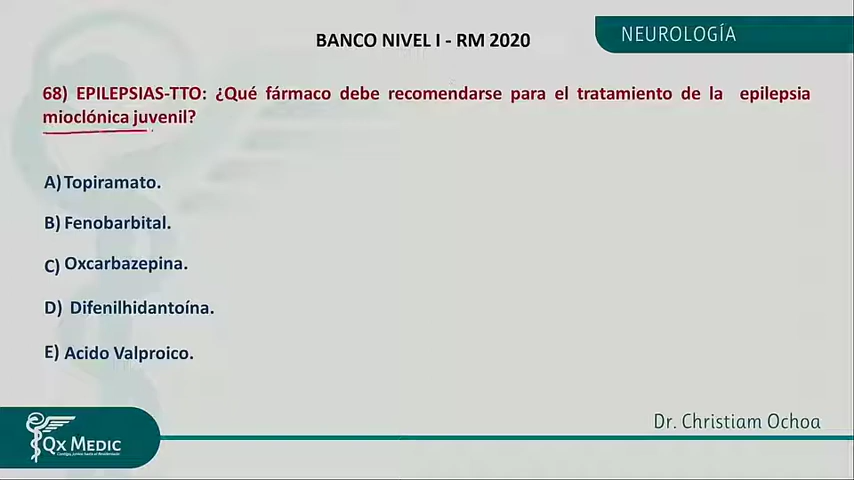 BANCO NIVEL I - RM 2020
NEUROLOGÍA
68) EPILEPSIAS-TTO: ¿Qué fármaco debe recomendarse para el tratamiento de la epilepsia
mioclónica juvenil?
A) Topiramato.
B) Fenobarbital.
C) Oxcarbazepina.
D) Difenilhidantoína.
E) Acido Valproico.
Dr. Christiam Ochoa
QX MEDIC